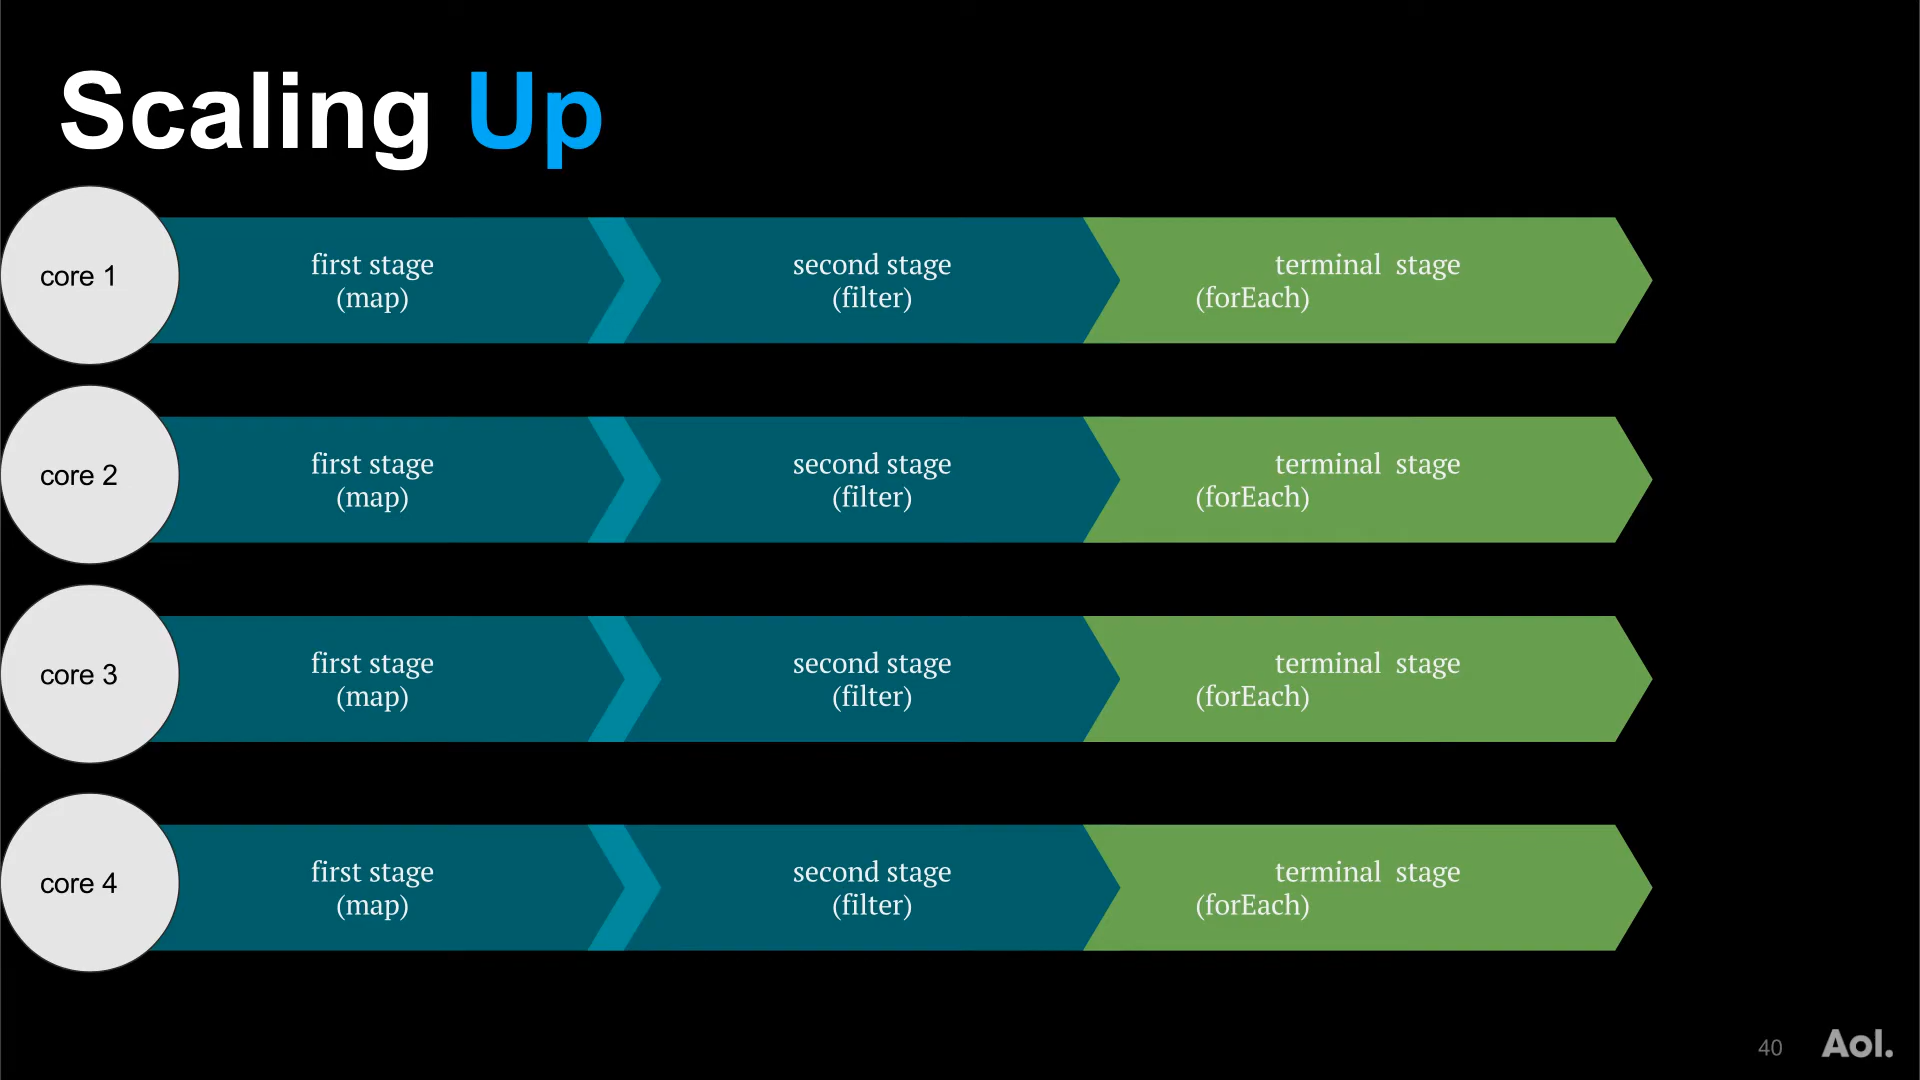 Scaling Up
core 1
first stage
(map)
second stage
(filter)
terminal stage
(forEach)
core 2
first stage
(map)
second stage
(filter)
terminal stage
(forEach)
core 3
first stage
(map)
second stage
(filter)
terminal stage
(forEach)
core 4
first stage
(map)
second stage
(filter)
terminal stage
(forEach)
40
Aol.